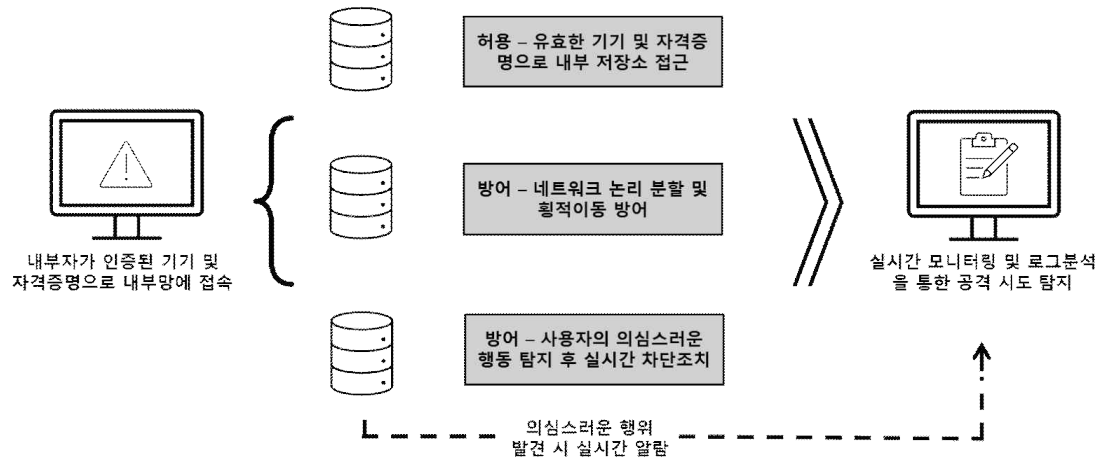 허용 – 유효한 기기 및 자격증
명으로 내부 저장소 접근
내부자가 인증된 기기 및
자격증명으로 내부망에 접속
방어 – 네트워크 논리 분할 및
횡적이동 방어
실시간 모니터링 및 로그분석
을 통한 공격 시도 탐지
방어 – 사용자의 의심스러운
행동 탐지 후 실시간 차단조치
의심스러운 행위
발견 시 실시간 알람